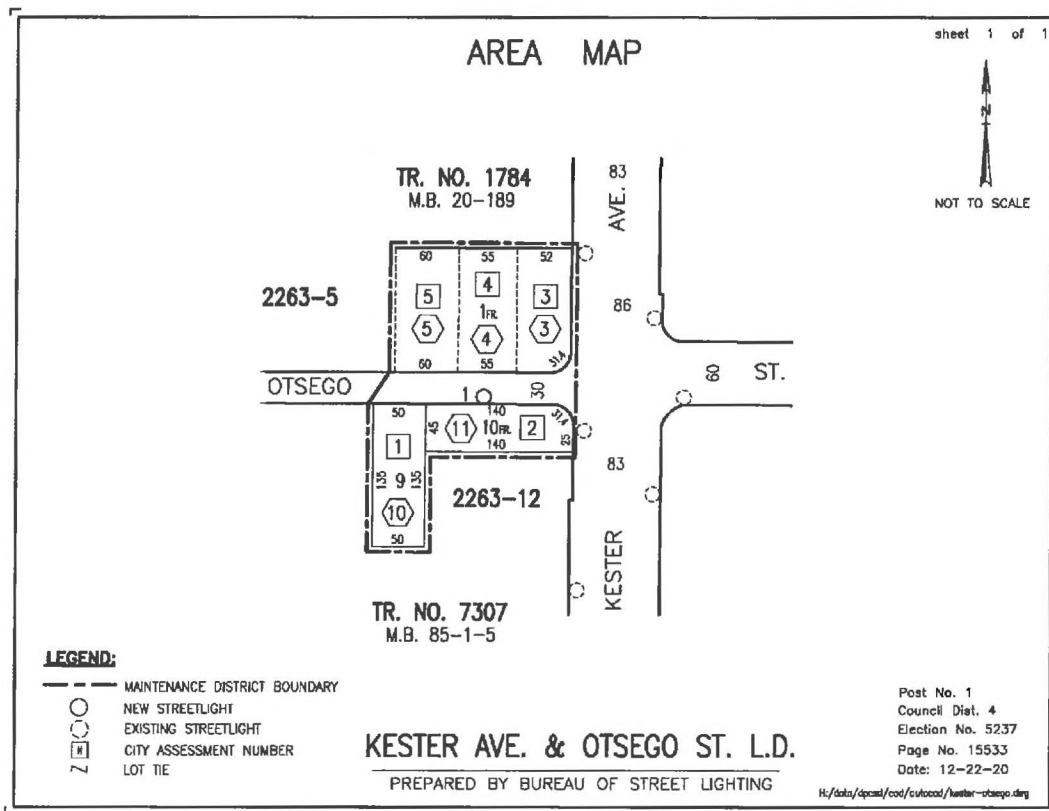 sheet 1 of 1
AREA MAP
N
NOT TO SCALE
TR. NO. 1784
M.B. 20-189
83
AVE.
60 55 52
2263-5
5 4 3
1FR.
5 4 3
86
60 55 31.4
OTSEGO
1
30
60
ST.
50
140
31.4
45
11
10FR.
2
25
140
1
83
135 9 135
2263-12
10
50
KESTER
TR. NO. 7307
M.B. 85-1-5
LEGEND:
MAINTENANCE DISTRICT BOUNDARY
NEW STREETLIGHT
EXISTING STREETLIGHT
# CITY ASSESSMENT NUMBER
Z LOT TIE
KESTER AVE. & OTSEGO ST. L.D.
PREPARED BY BUREAU OF STREET LIGHTING
Post No. 1
Council Dist. 4
Election No. 5237
Page No. 15533
Date: 12-22-20